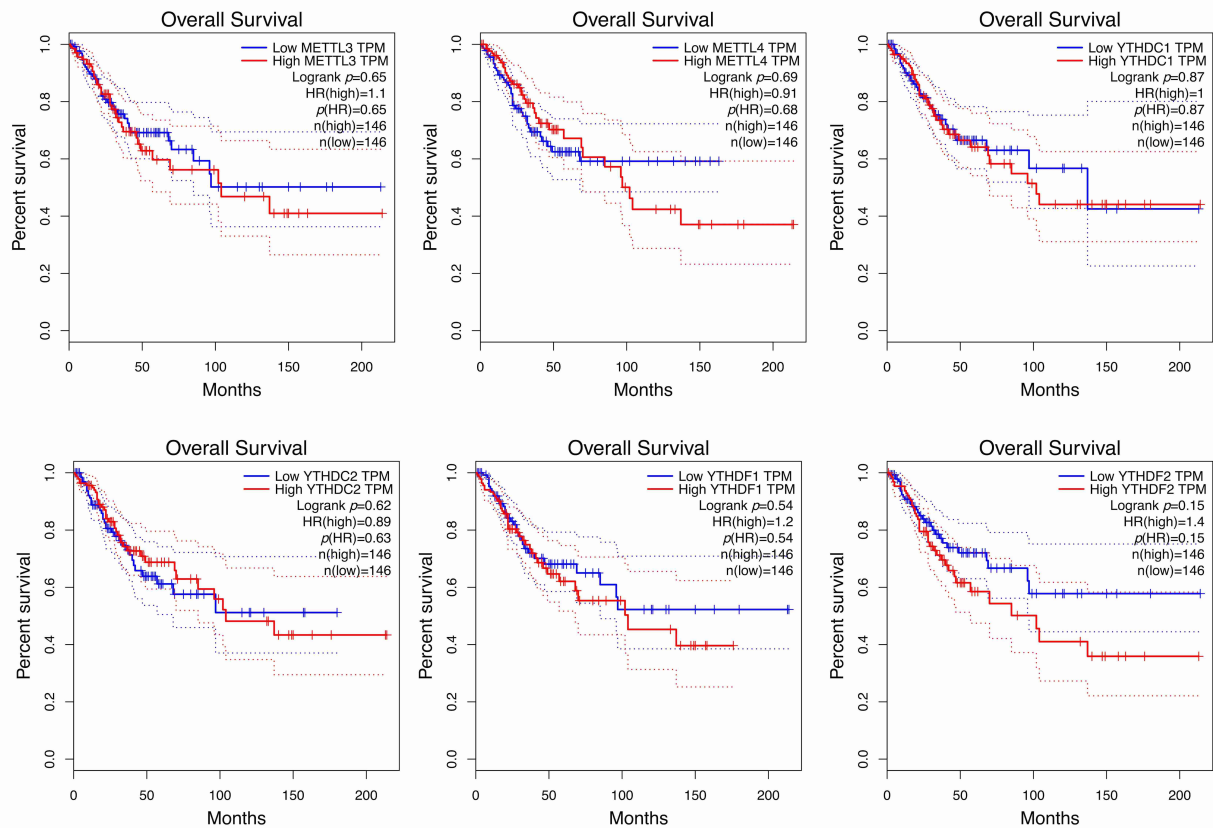 Overall Survival
Low METTL3 TPM
High METTL3 TPM
Logrank p=0.65
HR(high)=1.1
p(HR)=0.65
n(high)=146
n(low)=146
Percent survival
0.0 0.2 0.4 0.6 0.8 1.0
0 50 100 150 200
Months
Overall Survival
Low METTL4 TPM
High METTL4 TPM
Logrank p=0.69
HR(high)=0.91
p(HR)=0.68
n(high)=146
n(low)=146
Percent survival
0.0 0.2 0.4 0.6 0.8 1.0
0 50 100 150 200
Months
Overall Survival
Low YTHDC1 TPM
High YTHDC1 TPM
Logrank p=0.87
HR(high)=1
p(HR)=0.87
n(high)=146
n(low)=146
Percent survival
0.0 0.2 0.4 0.6 0.8 1.0
0 50 100 150 200
Months
Overall Survival
Low YTHDC2 TPM
High YTHDC2 TPM
Logrank p=0.62
HR(high)=0.89
p(HR)=0.63
n(high)=146
n(low)=146
Percent survival
0.0 0.2 0.4 0.6 0.8 1.0
0 50 100 150 200
Months
Overall Survival
Low YTHDF1 TPM
High YTHDF1 TPM
Logrank p=0.54
HR(high)=1.2
p(HR)=0.54
n(high)=146
n(low)=146
Percent survival
0.0 0.2 0.4 0.6 0.8 1.0
0 50 100 150 200
Months
Overall Survival
Low YTHDF2 TPM
High YTHDF2 TPM
Logrank p=0.15
HR(high)=1.4
p(HR)=0.15
n(high)=146
n(low)=146
Percent survival
0.0 0.2 0.4 0.6 0.8 1.0
0 50 100 150 200
Months